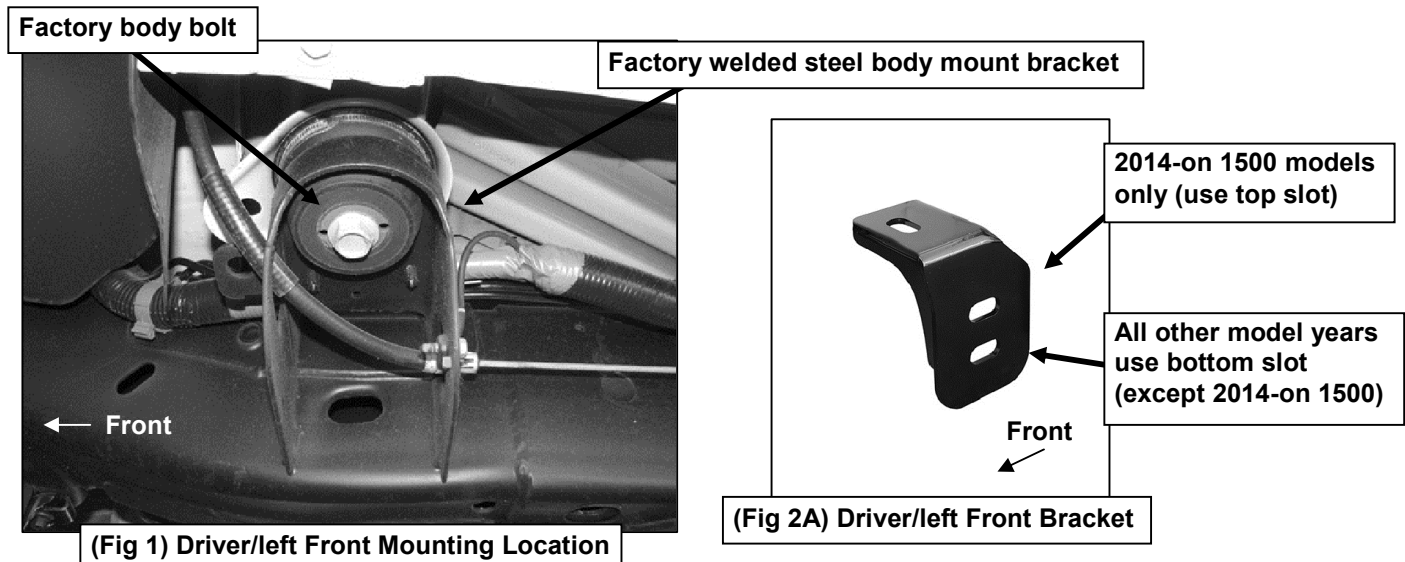 Factory body bolt
Factory welded steel body mount bracket
Front
(Fig 1) Driver/left Front Mounting Location
2014-on 1500 models
only (use top slot)
All other model years
use bottom slot
(except 2014-on 1500)
Front
(Fig 2A) Driver/left Front Bracket